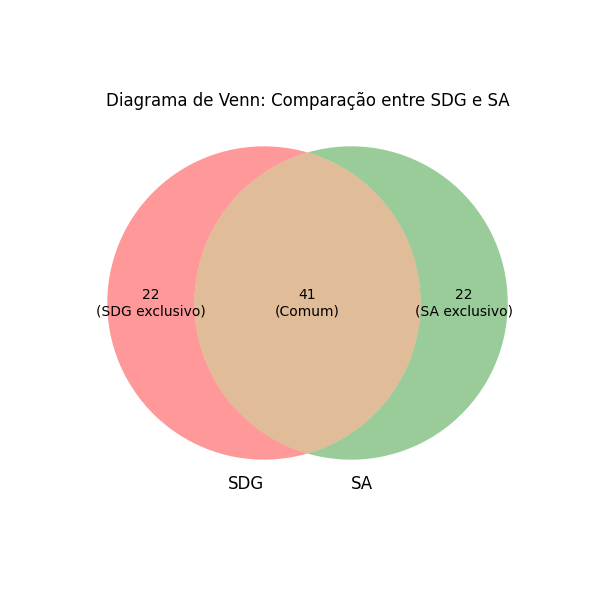 Diagrama de Venn: Comparação entre SDG e SA
22
(SDG exclusivo)
41
(Comum)
22
(SA exclusivo)
SDG
SA